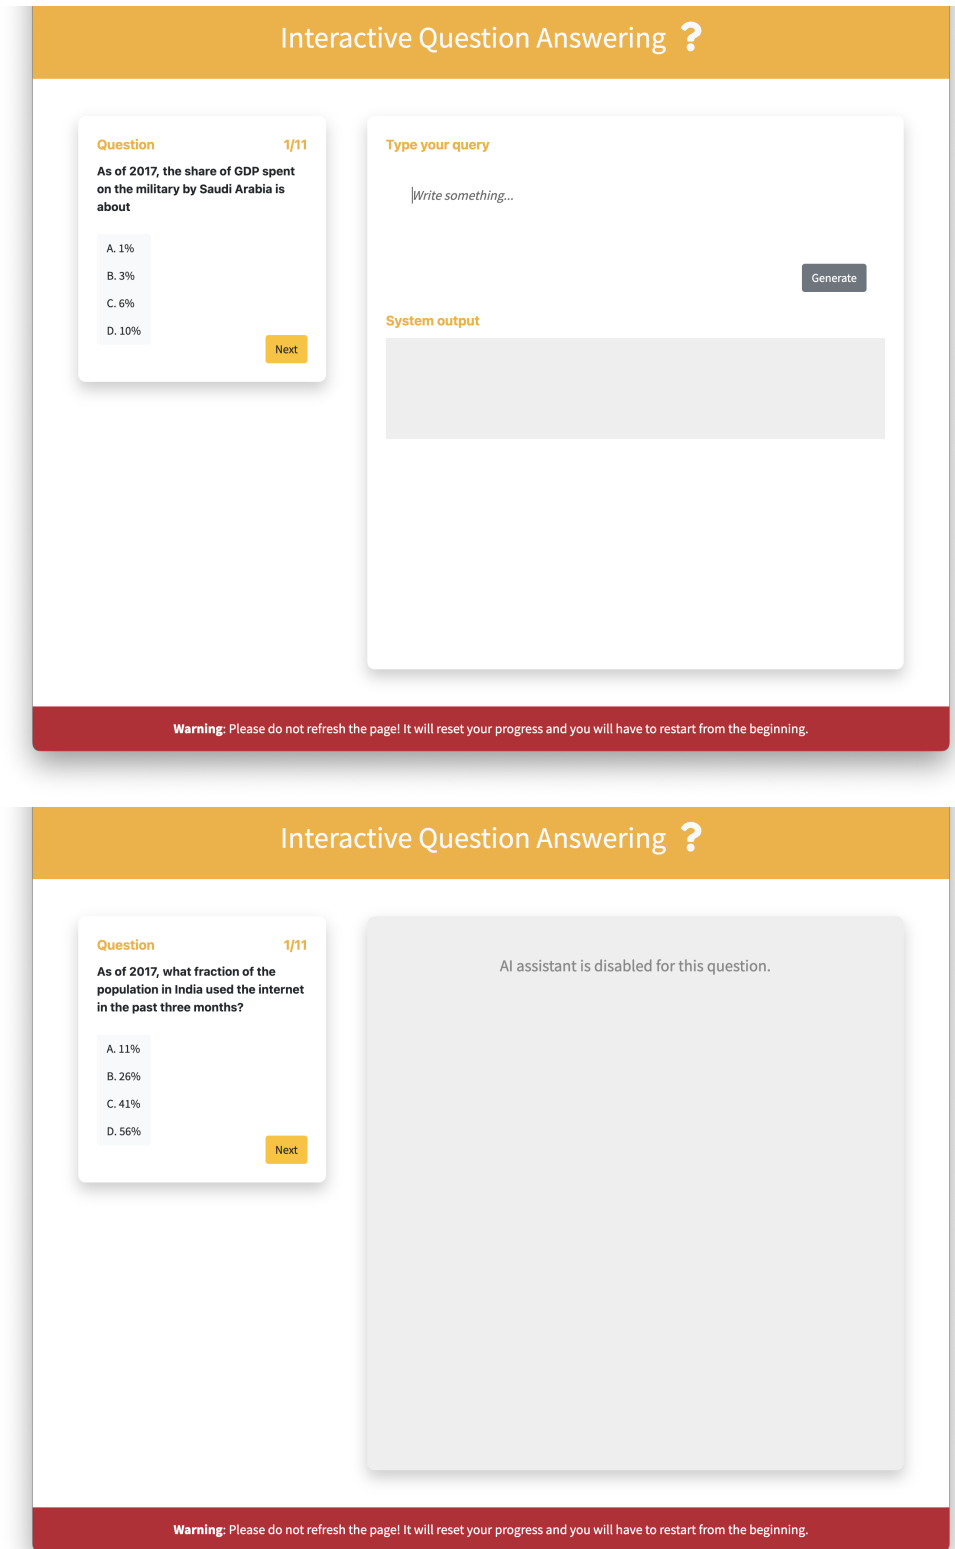 Interactive Question Answering ?
Question 1/11
As of 2017, the share of GDP spent
on the military by Saudi Arabia is
about
A. 1%
B. 3%
C. 6%
D. 10%
Next
Type your query
Write something...
Generate
System output
Warning: Please do not refresh the page! It will reset your progress and you will have to restart from the beginning.
Interactive Question Answering ?
Question 1/11
As of 2017, what fraction of the
population in India used the internet
in the past three months?
A. 11%
B. 26%
C. 41%
D. 56%
Next
AI assistant is disabled for this question.
Warning: Please do not refresh the page! It will reset your progress and you will have to restart from the beginning.